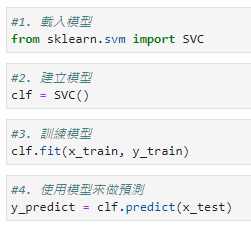 #1. 載入模型
from sklearn.svm import SVC
#2. 建立模型
clf = SVC()
#3. 訓練模型
clf.fit(x_train, y_train)
#4. 使用模型來做預測
y_predict = clf.predict(x_test)